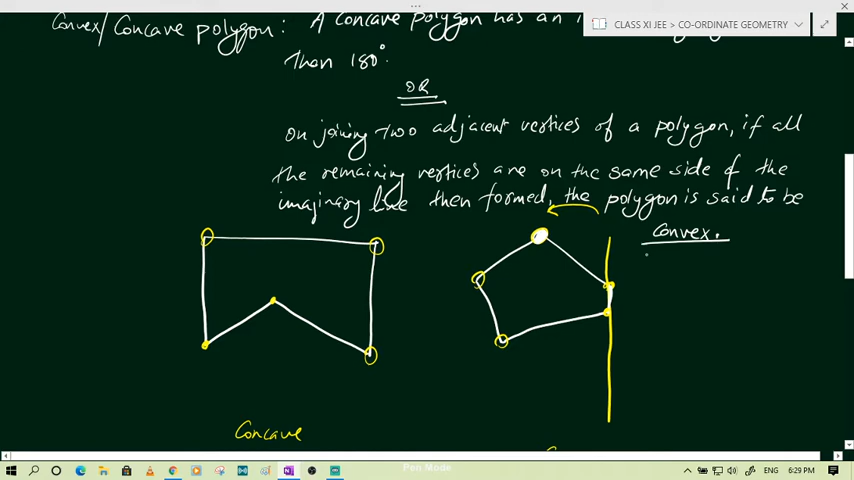 CLASS XI JEE > CO-ORDINATE GEOMETRY
Convex/Concave polygon: A Concave polygon has an
Than 180°.
OR
On joining two adjacent vertices of a polygon, if all
the remaining vertices are on the same side of the
imaginary line then formed, the polygon is said to be
Convex.
Concave
Pen Mode
ENG 6:29 PM